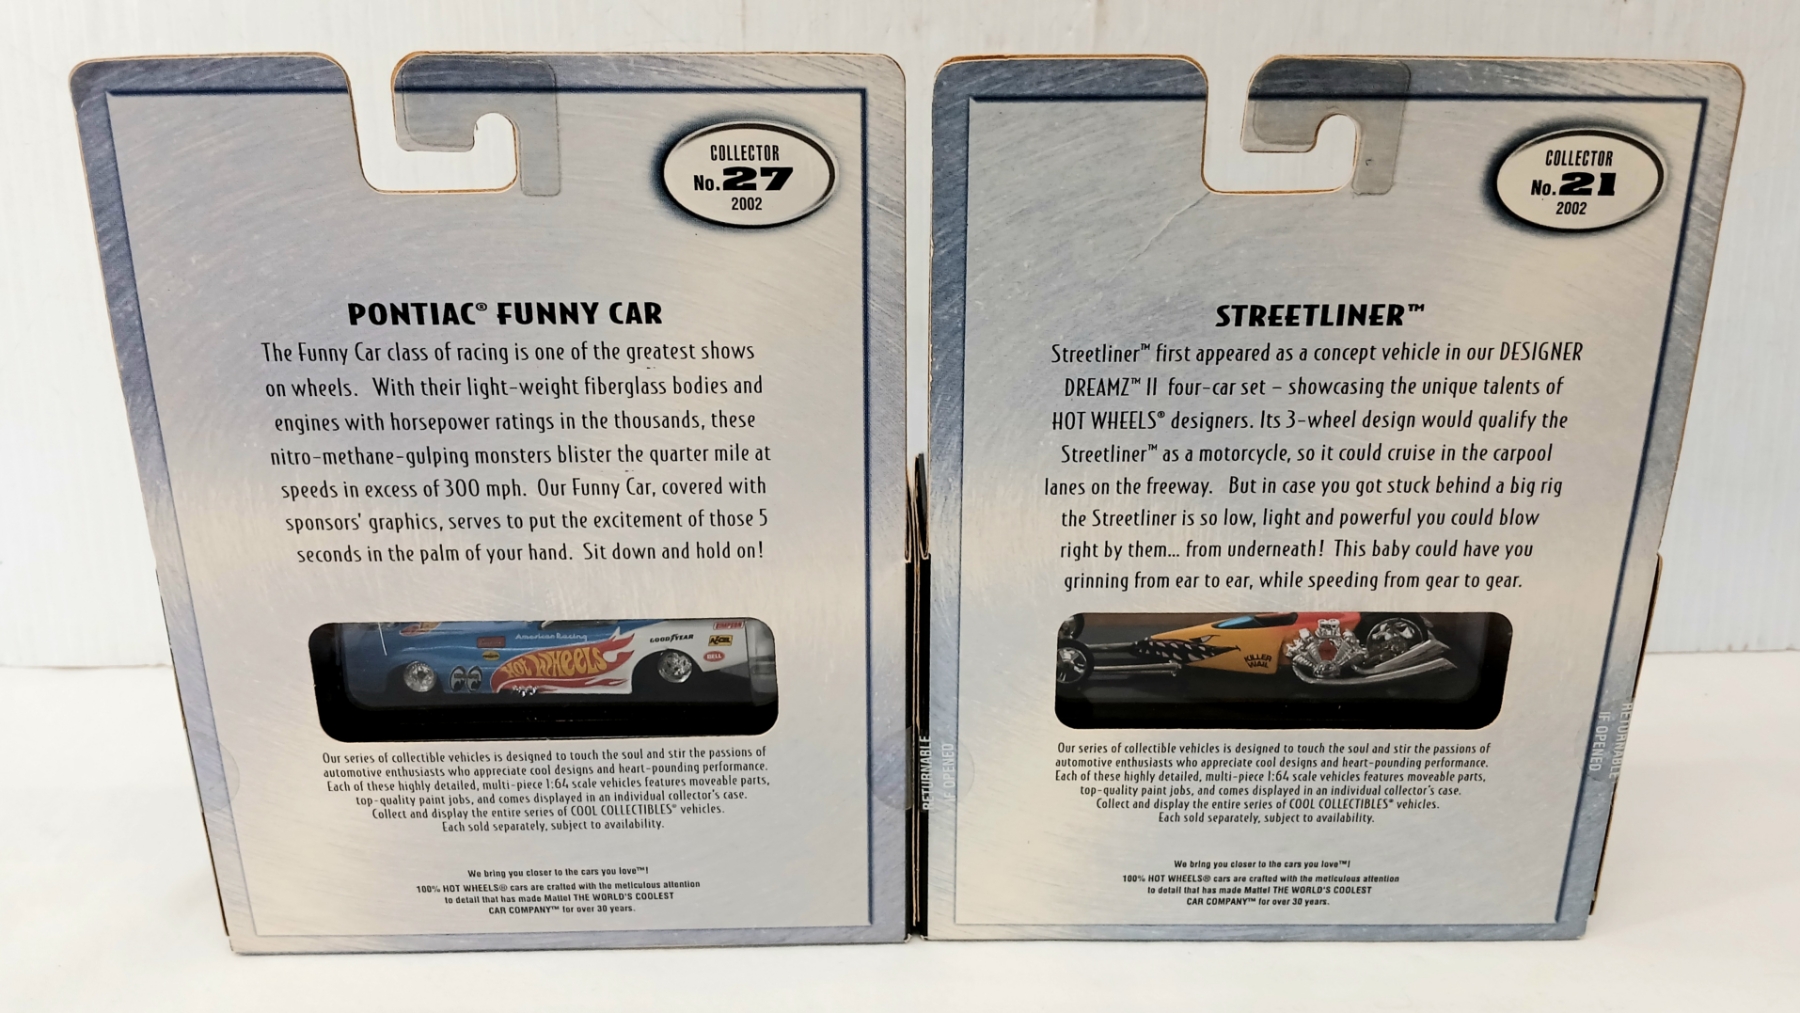 COLLECTOR
No. 27
2002
PONTIAC® FUNNY CAR
The Funny Car class of racing is one of the greatest shows
on wheels. With their light-weight fiberglass bodies and
engines with horsepower ratings in the thousands, these
nitro-methane-gulping monsters blister the quarter mile at
speeds in excess of 300 mph. Our Funny Car, covered with
sponsors' graphics, serves to put the excitement of those 5
seconds in the palm of your hand. Sit down and hold on!
American Racing
GOODYEAR
SIMPSON
ACCEL
BELL
HOT WHEELS
Our series of collectible vehicles is designed to touch the soul and stir the passions of
automotive enthusiasts who appreciate cool designs and heart-pounding performance.
Each of these highly detailed, multi-piece 1:64 scale vehicles features moveable parts,
top-quality paint jobs, and comes displayed in an individual collector's case.
Collect and display the entire series of COOL COLLECTIBLES® vehicles.
Each sold separately, subject to availability.
We bring you closer to the cars you love™!
100% HOT WHEELS® cars are crafted with the meticulous attention
to detail that has made Mattel THE WORLD'S COOLEST
CAR COMPANY™ for over 30 years.
RETURNABLE
IF OPENED
COLLECTOR
No. 21
2002
STREETLINER™
Streetliner™ first appeared as a concept vehicle in our DESIGNER
DREAMZ™ II four-car set – showcasing the unique talents of
HOT WHEELS® designers. Its 3-wheel design would qualify the
Streetliner™ as a motorcycle, so it could cruise in the carpool
lanes on the freeway. But in case you got stuck behind a big rig
the Streetliner is so low, light and powerful you could blow
right by them... from underneath! This baby could have you
grinning from ear to ear, while speeding from gear to gear.
KILLER
WAIL
Our series of collectible vehicles is designed to touch the soul and stir the passions of
automotive enthusiasts who appreciate cool designs and heart-pounding performance.
Each of these highly detailed, multi-piece 1:64 scale vehicles features moveable parts,
top-quality paint jobs, and comes displayed in an individual collector's case.
Collect and display the entire series of COOL COLLECTIBLES® vehicles.
Each sold separately, subject to availability.
We bring you closer to the cars you love™!
100% HOT WHEELS® cars are crafted with the meticulous attention
to detail that has made Mattel THE WORLD'S COOLEST
CAR COMPANY™ for over 30 years.
RETURNABLE
IF OPENED